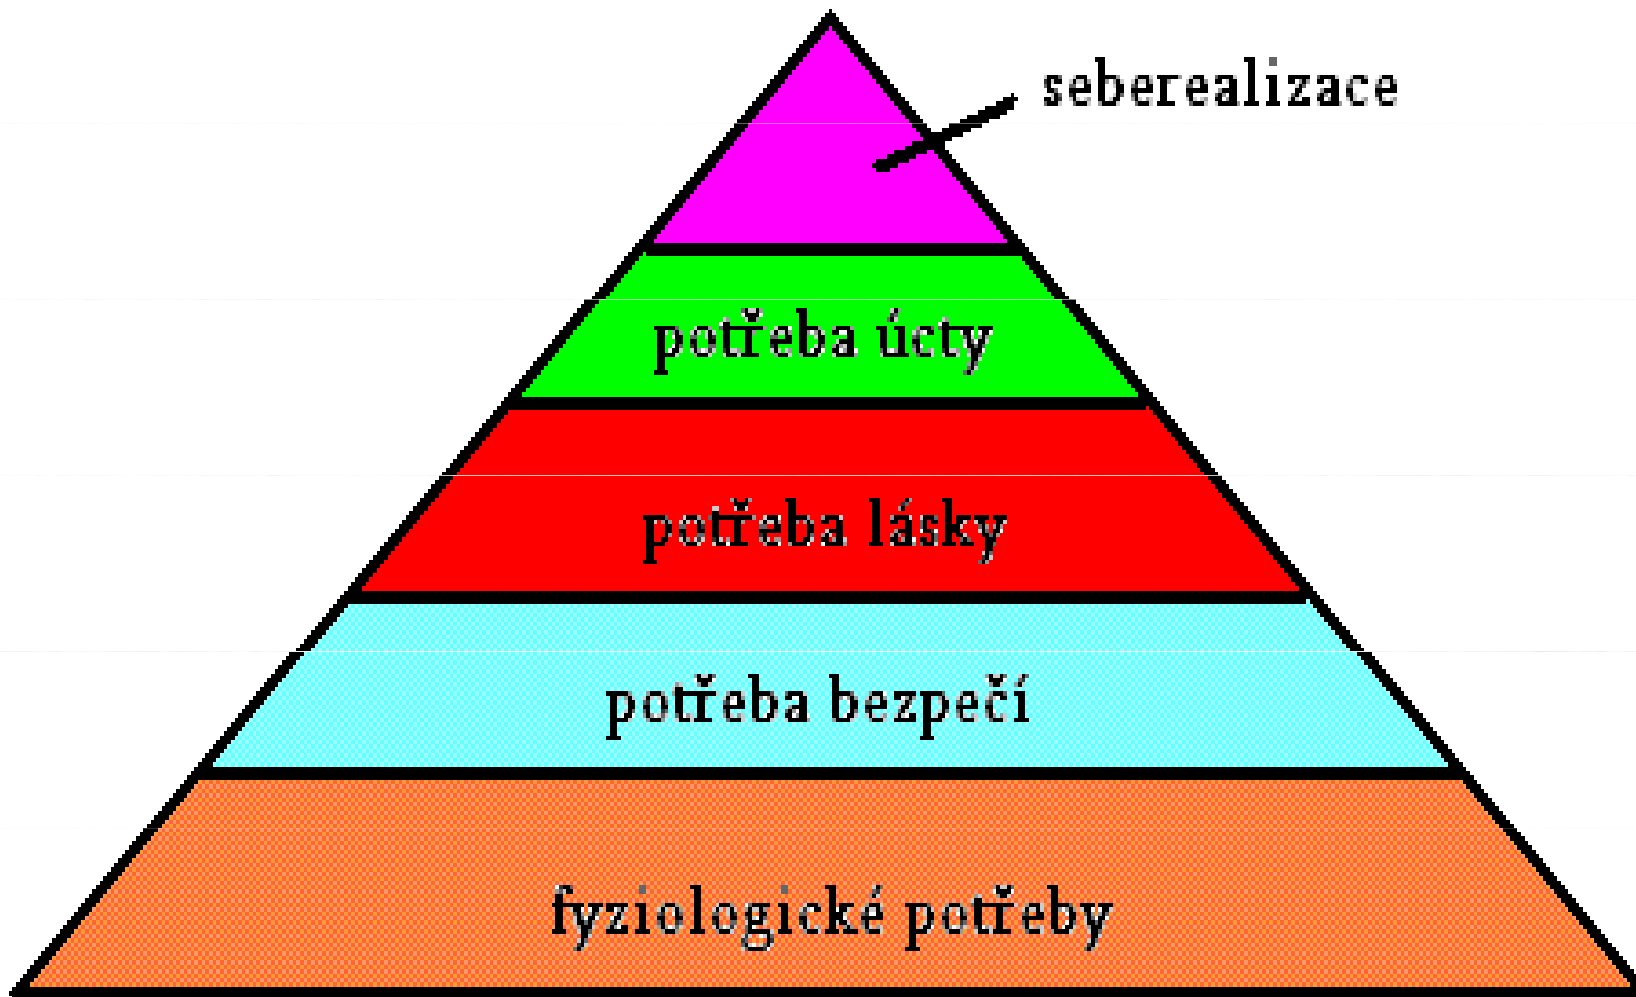 seberealizace
potřeba úcty
potřeba lásky
potřeba bezpečí
fyziologické potřeby